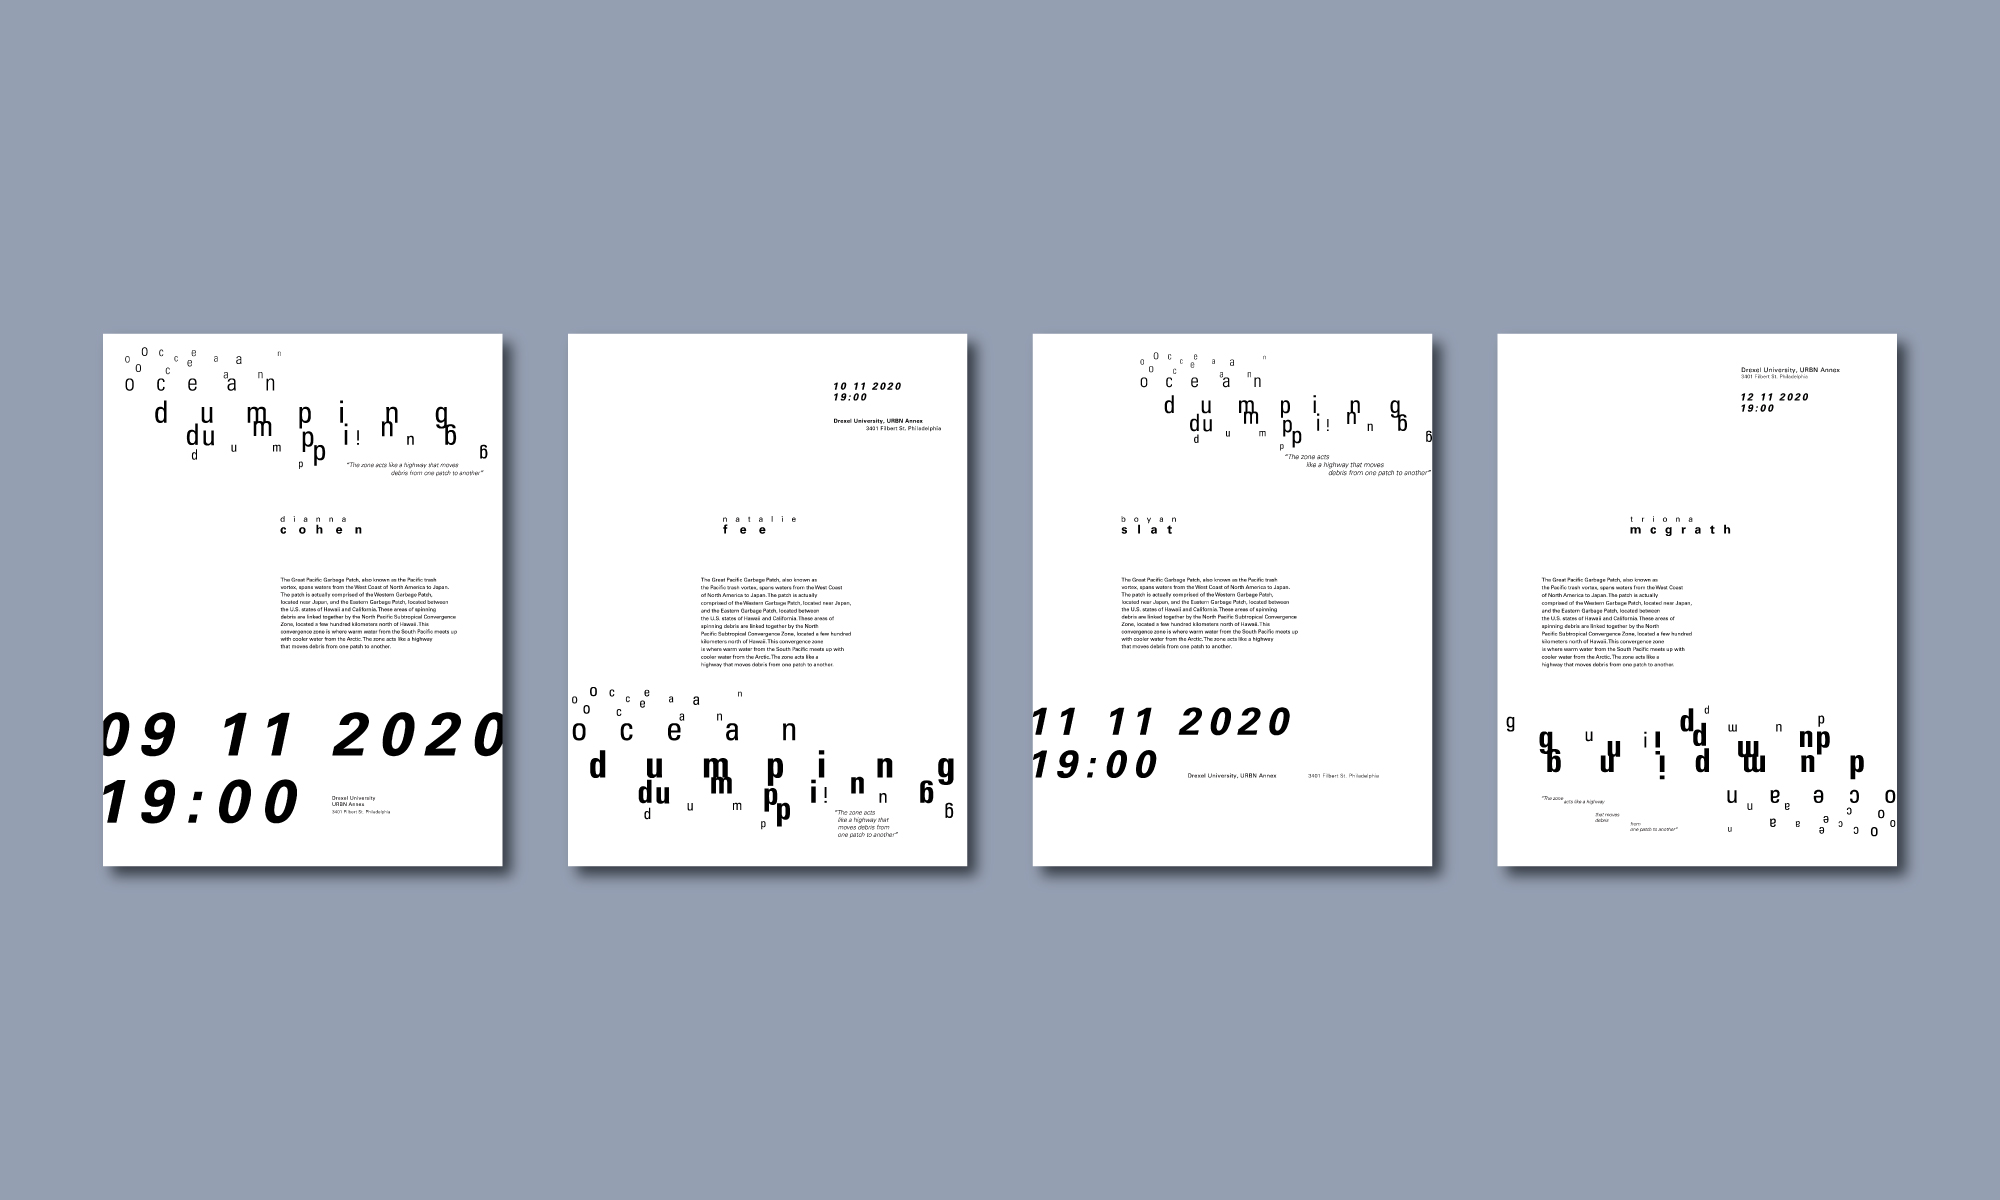 o O c c e e a a n
o c
o c e a a n n
d u m p i n g
d u m p i ! n n g
d u m p p g
"The zone acts like a highway that moves
debris from one patch to another"
dianna
cohen
The Great Pacific Garbage Patch, also known as the Pacific trash
vortex, spans waters from the West Coast of North America to Japan.
The patch is actually comprised of the Western Garbage Patch,
located near Japan, and the Eastern Garbage Patch, located between
the U.S. states of Hawaii and California. These areas of spinning
debris are linked together by the North Pacific Subtropical Convergence
Zone, located a few hundred kilometers north of Hawaii. This
convergence zone is where warm water from the South Pacific meets up
with cooler water from the Arctic. The zone acts like a highway
that moves debris from one patch to another.
09 11 2020
19:00
Drexel University
URBN Annex
3401 Filbert St. Philadelphia
10 11 2020
19:00
Drexel University, URBN Annex
3401 Filbert St. Philadelphia
natalie
fee
The Great Pacific Garbage Patch, also known as
the Pacific trash vortex, spans waters from the West Coast
of North America to Japan. The patch is actually
comprised of the Western Garbage Patch, located near Japan,
and the Eastern Garbage Patch, located between
the U.S. states of Hawaii and California. These areas of
spinning debris are linked together by the North
Pacific Subtropical Convergence Zone, located a few hundred
kilometers north of Hawaii. This convergence zone
is where warm water from the South Pacific meets up with
cooler water from the Arctic. The zone acts like a
highway that moves debris from one patch to another.
o O c c e e a a n
o c a n
o c e a n
d u m p i n g
d u m p i ! n n g
d u m p p g
"The zone acts
like a highway that
moves debris from
one patch to another"
o O c c e e a a n
o c
o c e a a n n
d u m p i n g
d u m p i ! n n g
d u m p p g
"The zone acts
like a highway that moves
debris from one patch to another"
boyan
slat
The Great Pacific Garbage Patch, also known as the Pacific trash
vortex, spans waters from the West Coast of North America to Japan.
The patch is actually comprised of the Western Garbage Patch,
located near Japan, and the Eastern Garbage Patch, located between
the U.S. states of Hawaii and California. These areas of spinning
debris are linked together by the North Pacific Subtropical Convergence
Zone, located a few hundred kilometers north of Hawaii. This
convergence zone is where warm water from the South Pacific meets up
with cooler water from the Arctic. The zone acts like a highway
that moves debris from one patch to another.
11 11 2020
19:00
Drexel University, URBN Annex 3401 Filbert St. Philadelphia
Drexel University, URBN Annex
3401 Filbert St. Philadelphia
12 11 2020
19:00
triona
mcgrath
The Great Pacific Garbage Patch, also known as
the Pacific trash vortex, spans waters from the West Coast
of North America to Japan. The patch is actually
comprised of the Western Garbage Patch, located near Japan,
and the Eastern Garbage Patch, located between
the U.S. states of Hawaii and California. These areas of
spinning debris are linked together by the North
Pacific Subtropical Convergence Zone, located a few hundred
kilometers north of Hawaii. This convergence zone
is where warm water from the South Pacific meets up with
cooler water from the Arctic. The zone acts like a
highway that moves debris from one patch to another.
d u m p p g
d u m p i ! n n g
d u m p i n g
o c e a n n
o O c c e e a a n
"The zone
acts like a highway
that moves
debris
from
one patch to another"